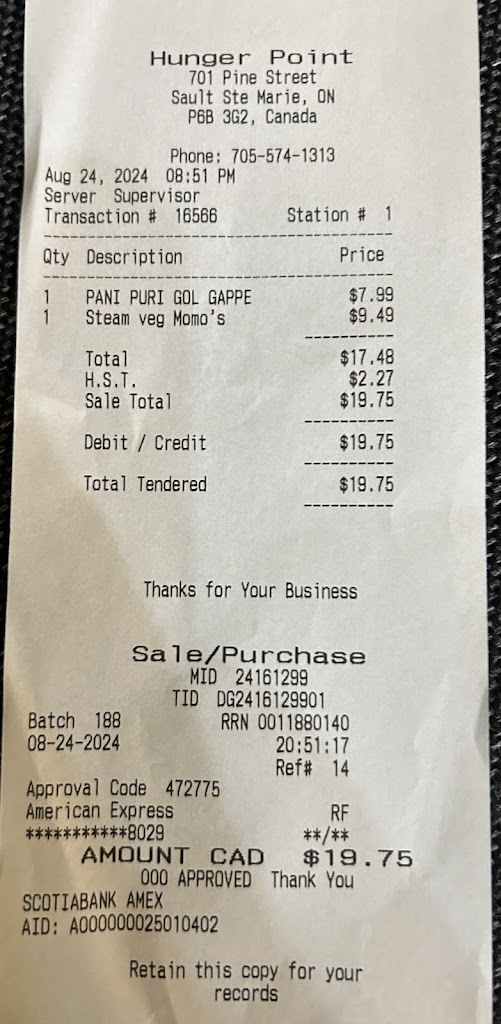 Hunger Point
701 Pine Street
Sault Ste Marie, ON
P6B 3G2, Canada
Phone: 705-574-1313
Aug 24, 2024 08:51 PM
Server Supervisor
Transaction # 16566 Station # 1
Qty Description Price
1 PANI PURI GOL GAPPE $7.99
1 Steam veg Momo's $9.49
Total $17.48
H.S.T. $2.27
Sale Total $19.75
Debit / Credit $19.75
Total Tendered $19.75
Thanks for Your Business
Sale/Purchase
MID 24161299
TID DG2416129901
Batch 188 RRN 0011880140
08-24-2024 20:51:17
Ref# 14
Approval Code 472775
American Express RF
***********8029 **/**
AMOUNT CAD $19.75
000 APPROVED Thank You
SCOTIABANK AMEX
AID: A000000025010402
Retain this copy for your
records